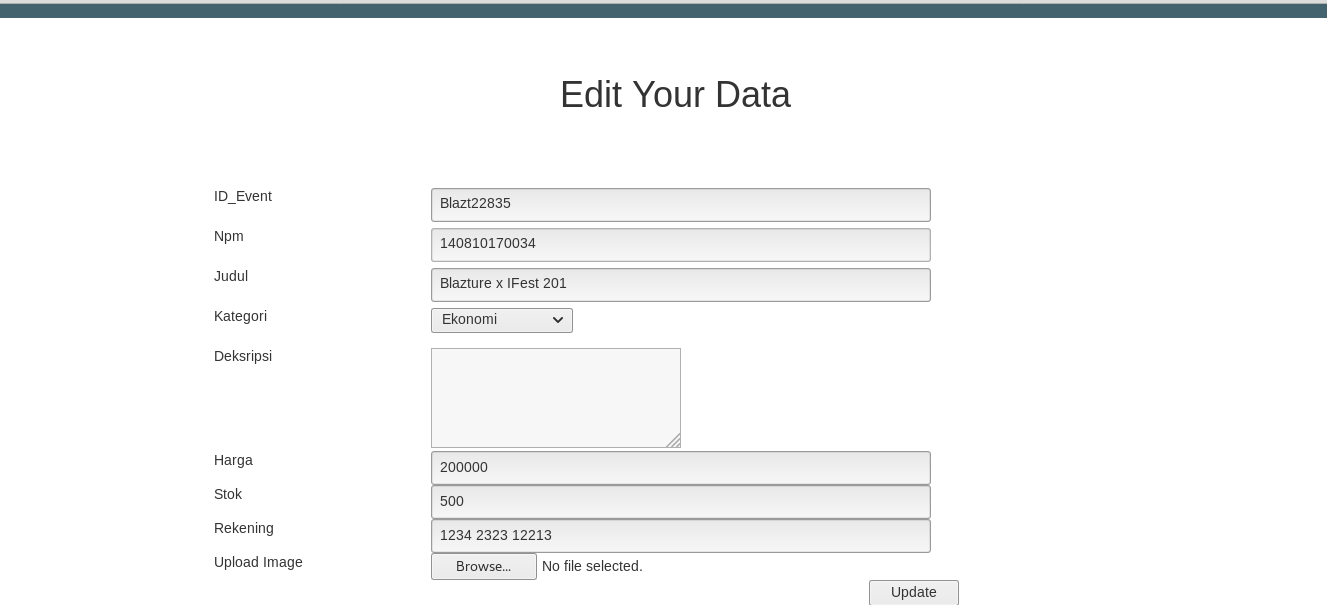 Edit Your Data
ID_Event Blazt22835
Npm 140810170034
Judul Blazture x IFest 201
Kategori Ekonomi
Deksripsi
Harga 200000
Stok 500
Rekening 1234 2323 12213
Upload Image Browse... No file selected.
Update